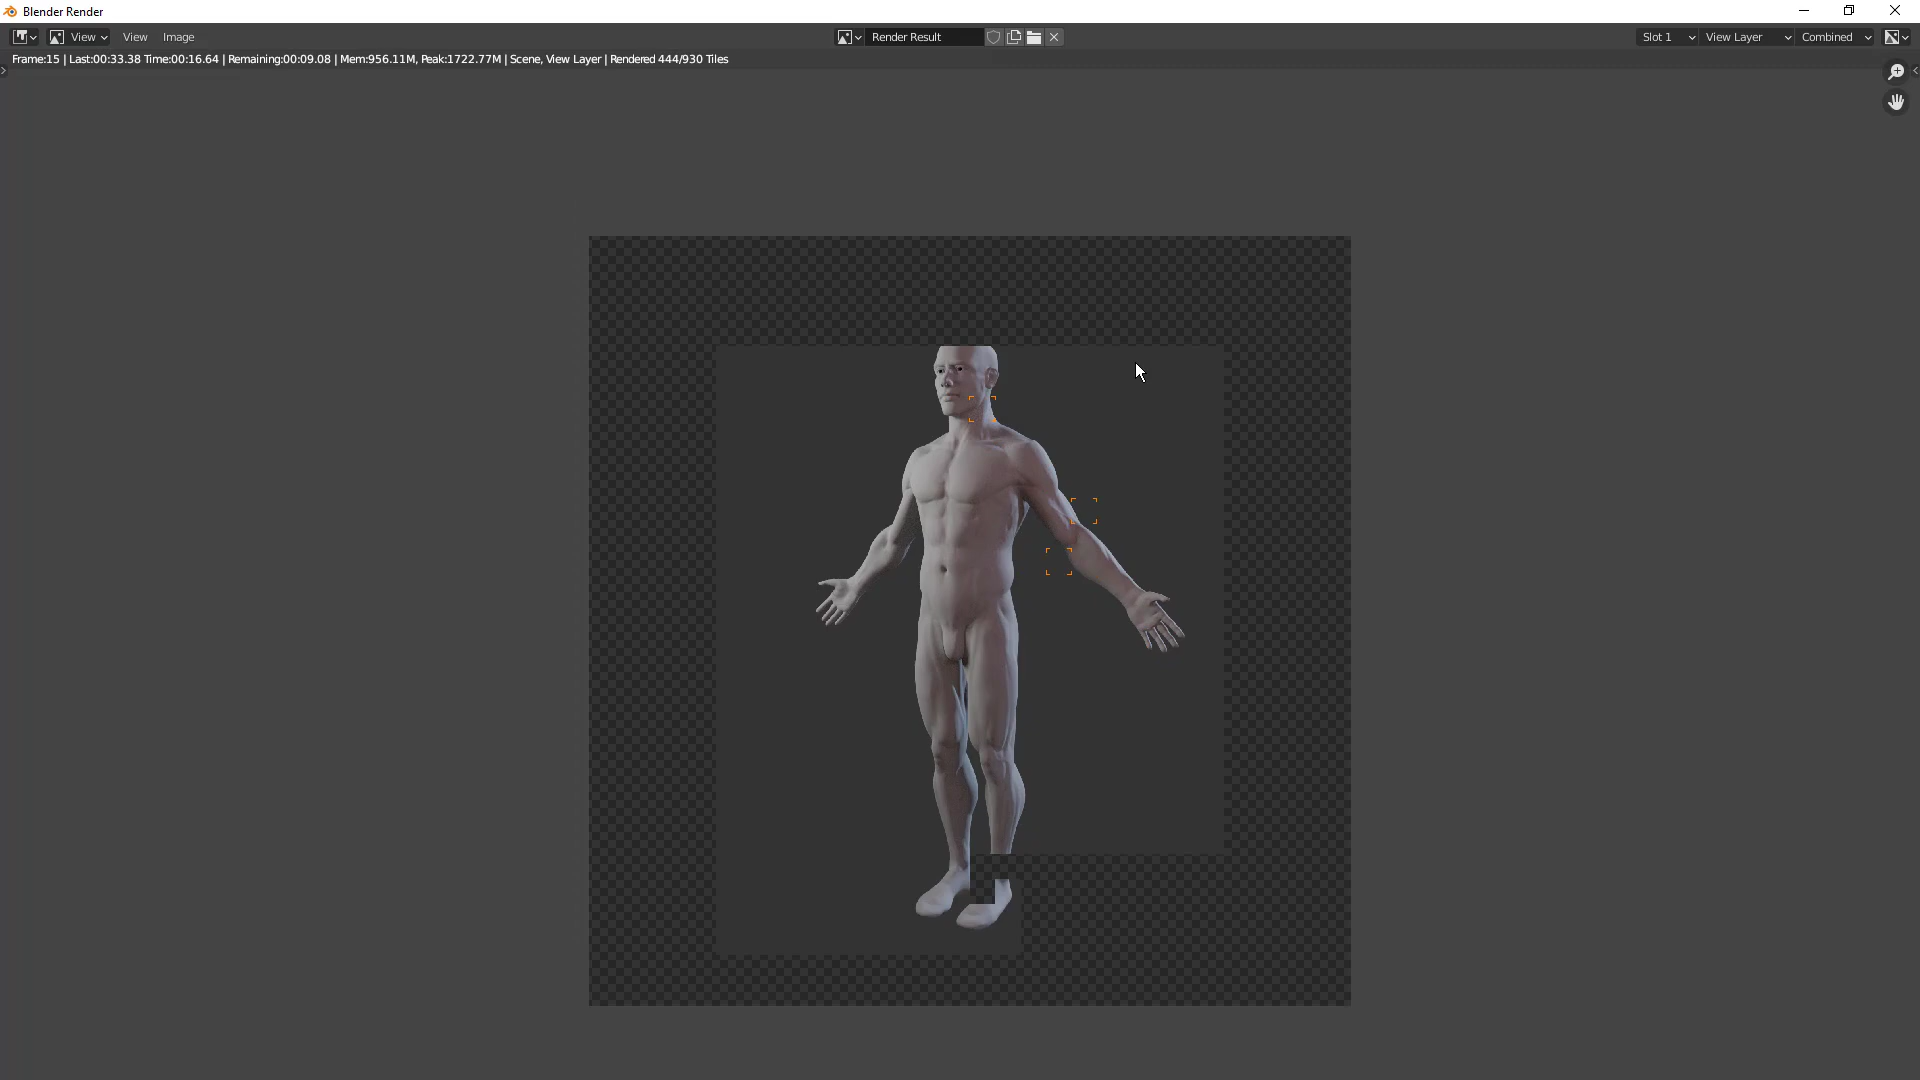 Blender Render
View View Image Render Result Slot 1 View Layer Combined
Frame:15 | Last:00:33.38 Time:00:16.64 | Remaining:00:09.08 | Mem:956.11M, Peak:1722.77M | Scene, View Layer | Rendered 444/930 Tiles